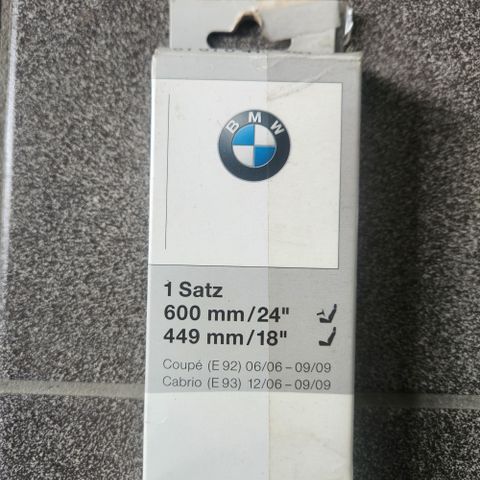 BMW
1 Satz
600 mm/24"
449 mm/18"
Coupé (E 92) 06/06 – 09/09
Cabrio (E 93) 12/06 – 09/09